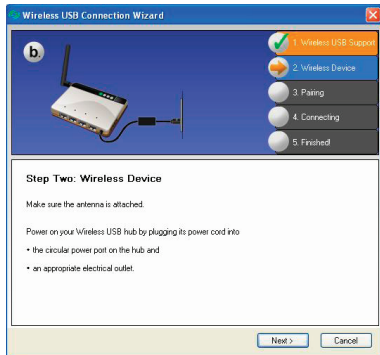 Wireless USB Connection Wizard
b.
1. Wireless USB Support
2. Wireless Device
3. Pairing
4. Connecting
5. Finished!
Step Two: Wireless Device
Make sure the antenna is attached.
Power on your Wireless USB hub by plugging its power cord into
• the circular power port on the hub and
• an appropriate electrical outlet.
Next >
Cancel